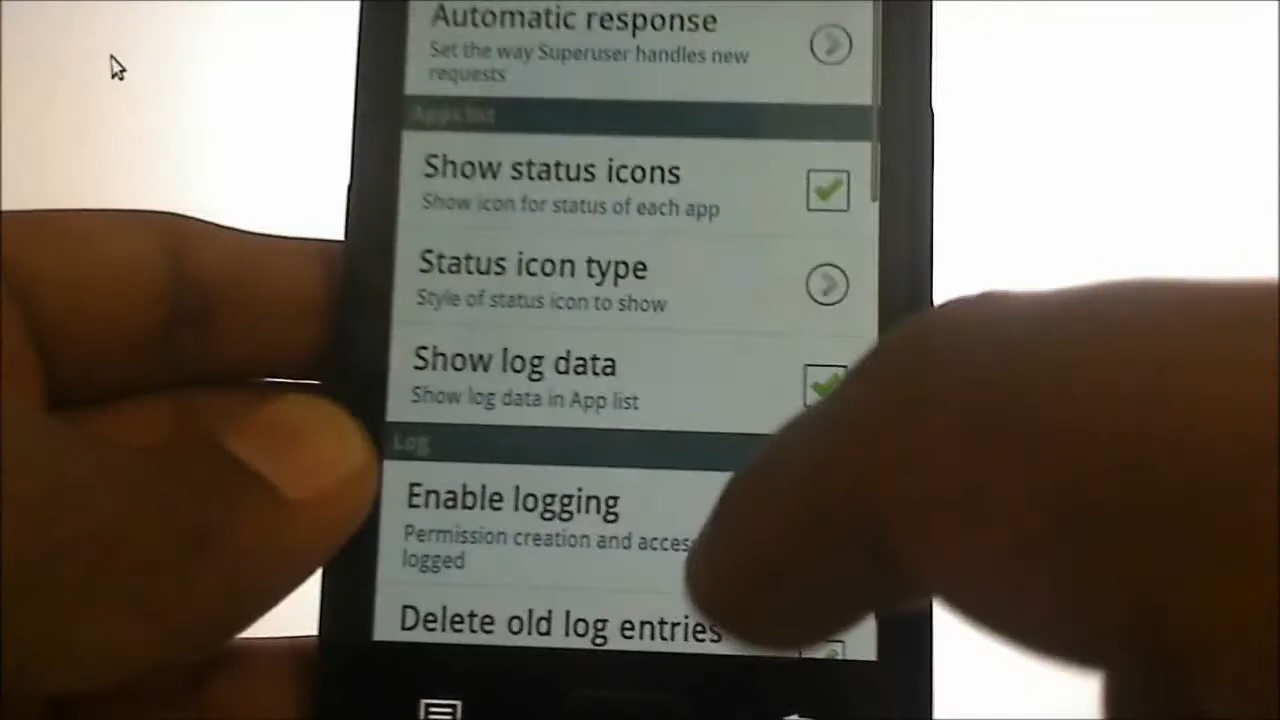 Automatic response
Set the way Superuser handles new
requests
Apps list
Show status icons
Show icon for status of each app
Status icon type
Style of status icon to show
Show log data
Show log data in App list
Log
Enable logging
Permission creation and access
logged
Delete old log entries